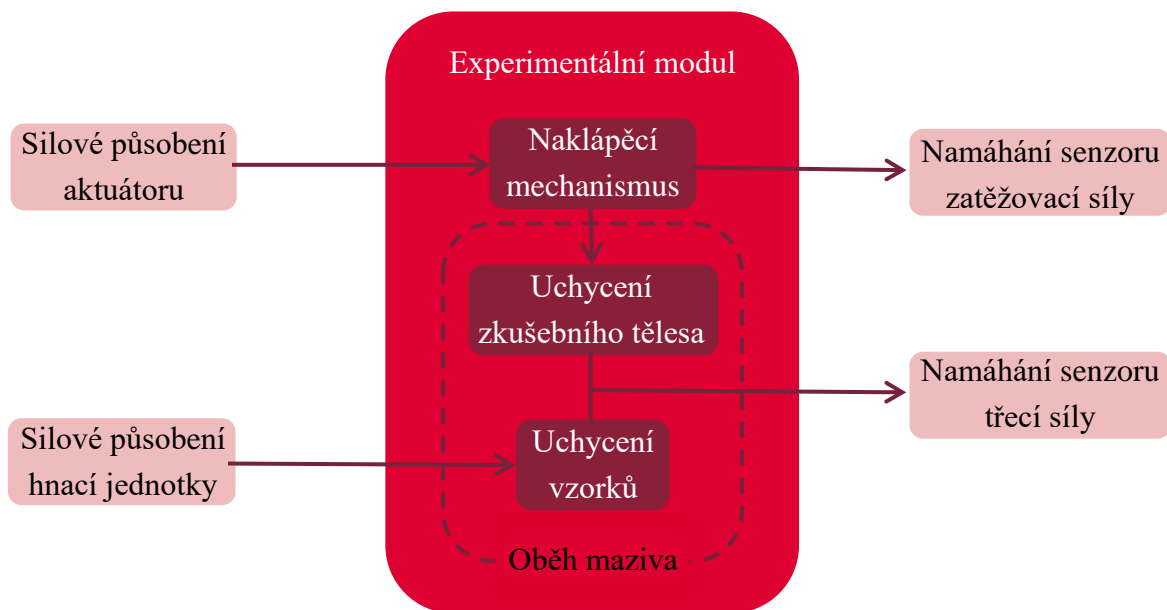 Experimentální modul
Silové působení
aktuátoru
Naklápěcí
mechanismus
Namáhání senzoru
zatěžovací síly
Uchycení
zkušebního tělesa
Namáhání senzoru
třecí síly
Silové působení
hnací jednotky
Uchycení
vzorků
Oběh maziva